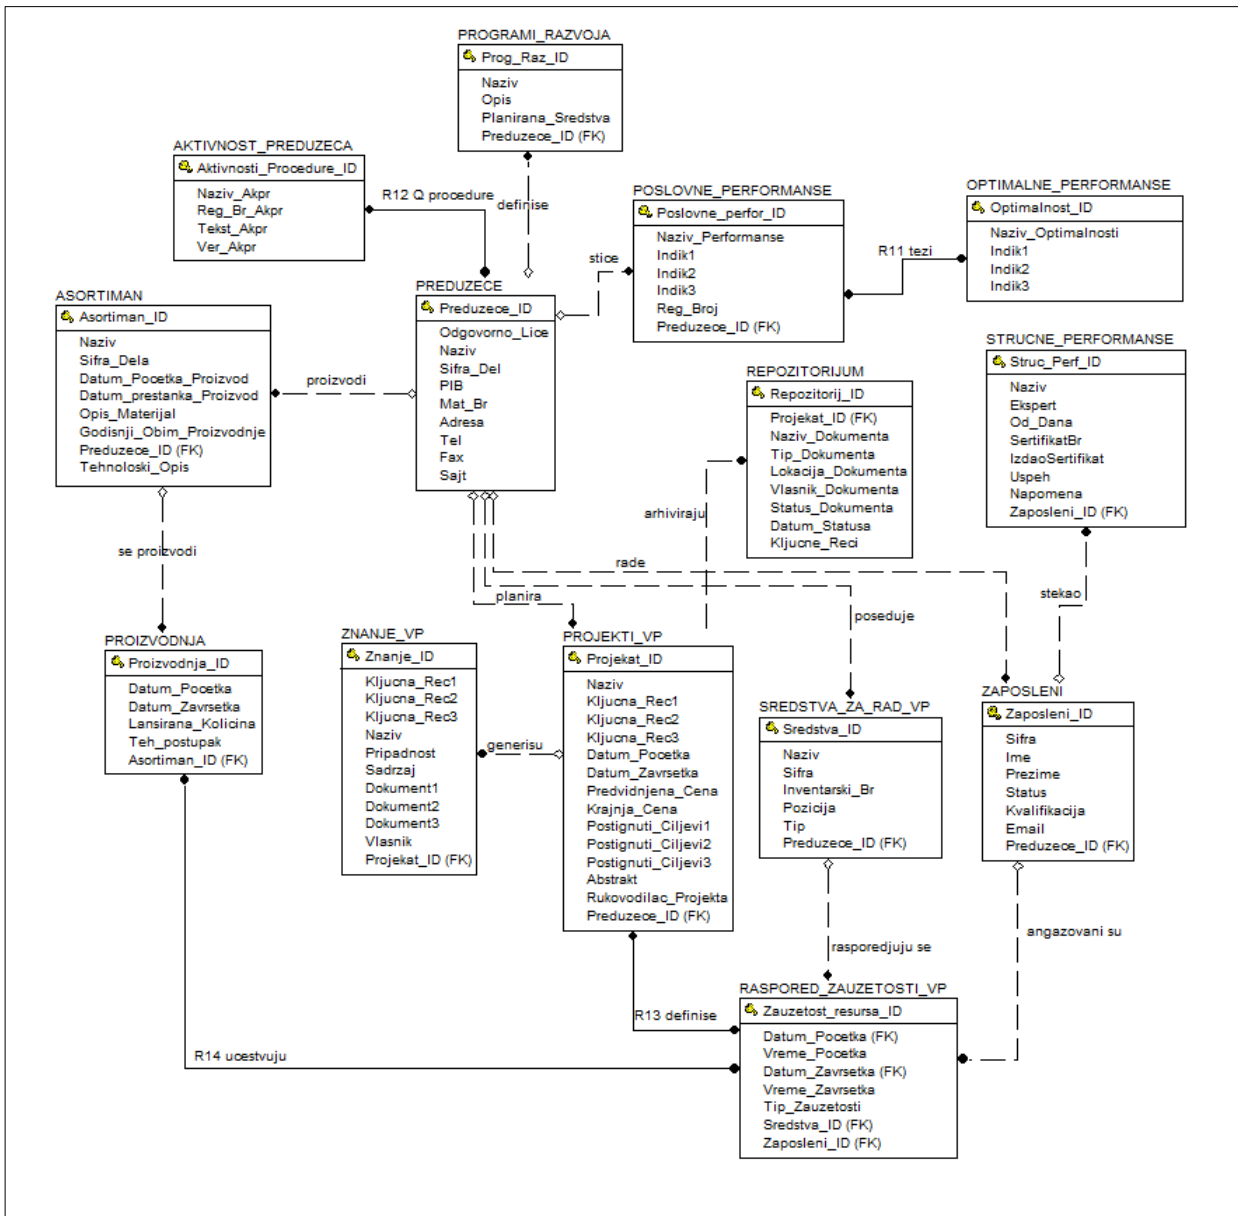 PROGRAMI_RAZVOJA
Prog_Raz_ID
Naziv
Opis
Planirana_Sredstva
Preduzece_ID (FK)
AKTIVNOST_PREDUZECA
Aktivnosti_Procedure_ID
Naziv_Akpr
Reg_Br_Akpr
Tekst_Akpr
Ver_Akpr
R12 Q procedure
definise
POSLOVNE_PERFORMANSE
Poslovne_perfor_ID
Naziv_Performanse
Indik1
Indik2
Indik3
Reg_Broj
Preduzece_ID (FK)
OPTIMALNE_PERFORMANSE
Optimalnost_ID
Naziv_Optimalnosti
Indik1
Indik2
Indik3
R11 tezi
stice
ASORTIMAN
Asortiman_ID
Naziv
Sifra_Dela
Datum_Pocetka_Proizvod
Datum_prestanka_Proizvod
Opis_Materijal
Godisnji_Obim_Proizvodnje
Preduzece_ID (FK)
Tehnoloski_Opis
proizvodi
PREDUZECE
Preduzece_ID
Odgovorno_Lice
Naziv
Sifra_Del
PIB
Mat_Br
Adresa
Tel
Fax
Sajt
REPOZITORIJUM
Repozitorij_ID
Projekat_ID (FK)
Naziv_Dokumenta
Tip_Dokumenta
Lokacija_Dokumenta
Vlasnik_Dokumenta
Status_Dokumenta
Datum_Statusa
Kljucne_Reci
STRUCNE_PERFORMANSE
Struc_Perf_ID
Naziv
Ekspert
Od_Dana
SertifikatBr
IzdaoSertifikat
Uspeh
Napomena
Zaposleni_ID (FK)
arhiviraju
se proizvodi
rade
planira
poseduje
stekao
PROIZVODNJA
Proizvodnja_ID
Datum_Pocetka
Datum_Zavrsetka
Lansirana_Kolicina
Teh_postupak
Asortiman_ID (FK)
ZNANJE_VP
Znanje_ID
Kljucna_Rec1
Kljucna_Rec2
Kljucna_Rec3
Naziv
Pripadnost
Sadrzaj
Dokument1
Dokument2
Dokument3
Vlasnik
Projekat_ID (FK)
generisu
PROJEKTI_VP
Projekat_ID
Naziv
Kljucna_Rec1
Kljucna_Rec2
Kljucna_Rec3
Datum_Pocetka
Datum_Zavrsetka
Predvidnjena_Cena
Krajnja_Cena
Postignuti_Ciljevi1
Postignuti_Ciljevi2
Postignuti_Ciljevi3
Abstrakt
Rukovodilac_Projekta
Preduzece_ID (FK)
SREDSTVA_ZA_RAD_VP
Sredstva_ID
Naziv
Sifra
Inventarski_Br
Pozicija
Tip
Preduzece_ID (FK)
ZAPOSLENI
Zaposleni_ID
Sifra
Ime
Prezime
Status
Kvalifikacija
Email
Preduzece_ID (FK)
rasporedjuju se
angazovani su
R13 definise
R14 ucestvuju
RASPORED_ZAUZETOSTI_VP
Zauzetost_resursa_ID
Datum_Pocetka (FK)
Vreme_Pocetka
Datum_Zavrsetka (FK)
Vreme_Zavrsetka
Tip_Zauzetosti
Sredstva_ID (FK)
Zaposleni_ID (FK)